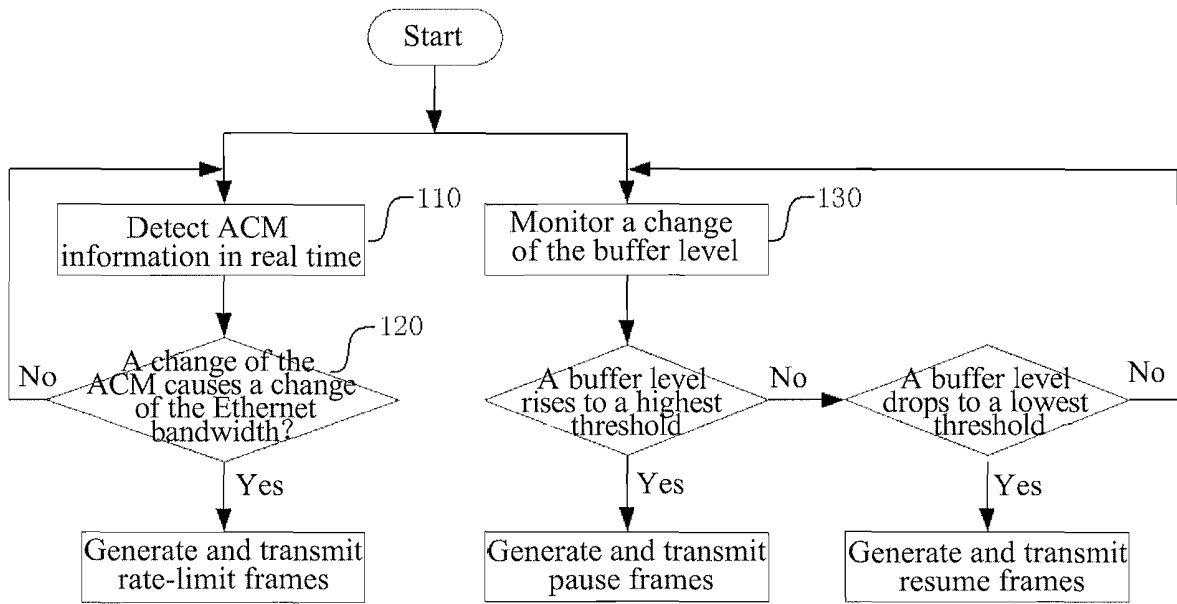 Start
110
Detect ACM
information in real time
130
Monitor a change
of the buffer level
120
A change of the
ACM causes a change
of the Ethernet
bandwidth?
No
A buffer level
rises to a highest
threshold
No
A buffer level
drops to a lowest
threshold
No
Yes
Yes
Yes
Generate and transmit
rate-limit frames
Generate and transmit
pause frames
Generate and transmit
resume frames